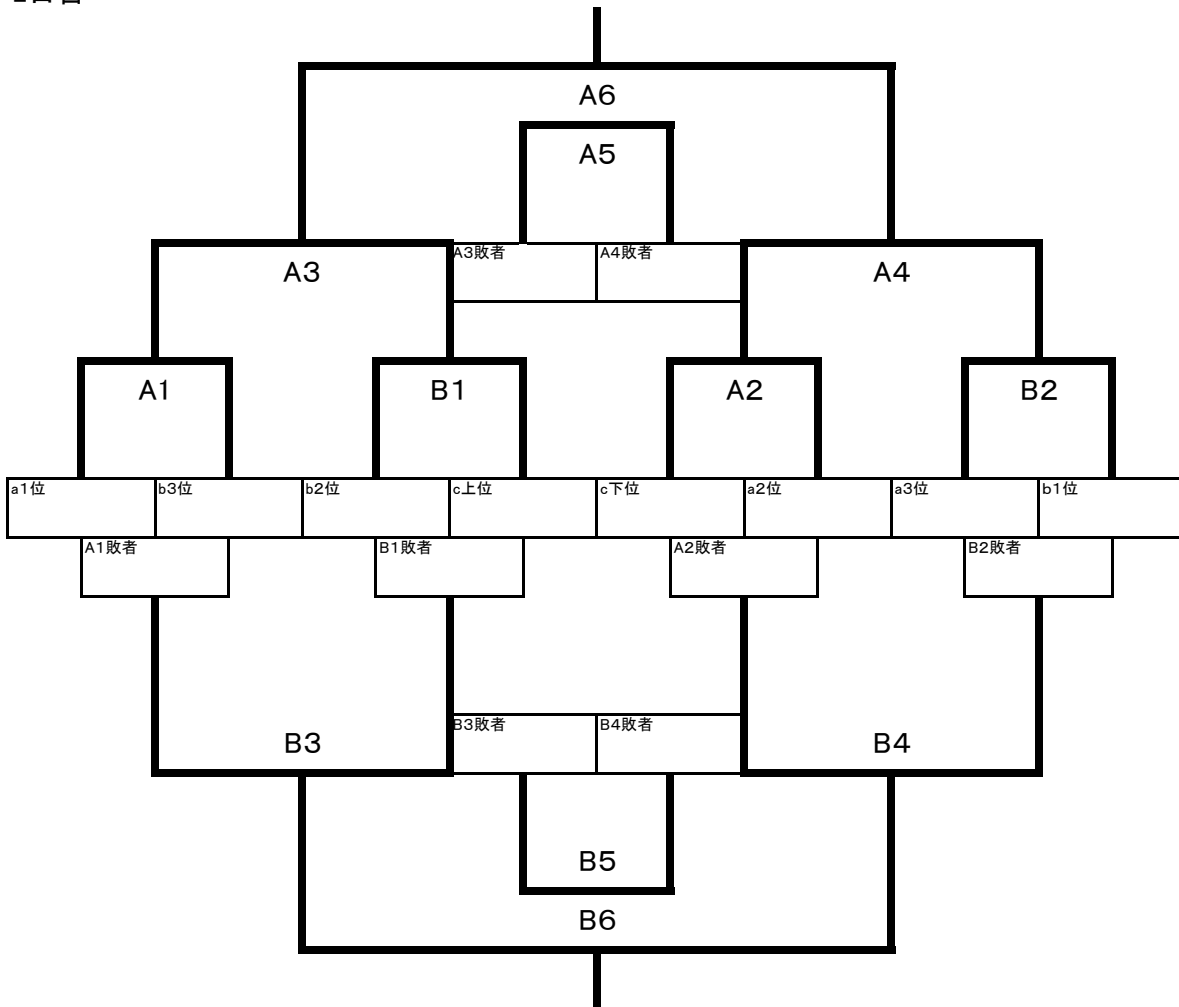 A6
A5
A3敗者 A4敗者
A3 A4
A1 B1 A2 B2
a1位 b3位 b2位 c上位 c下位 a2位 a3位 b1位
A1敗者 B1敗者 A2敗者 B2敗者
B3敗者 B4敗者
B3 B4
B5
B6